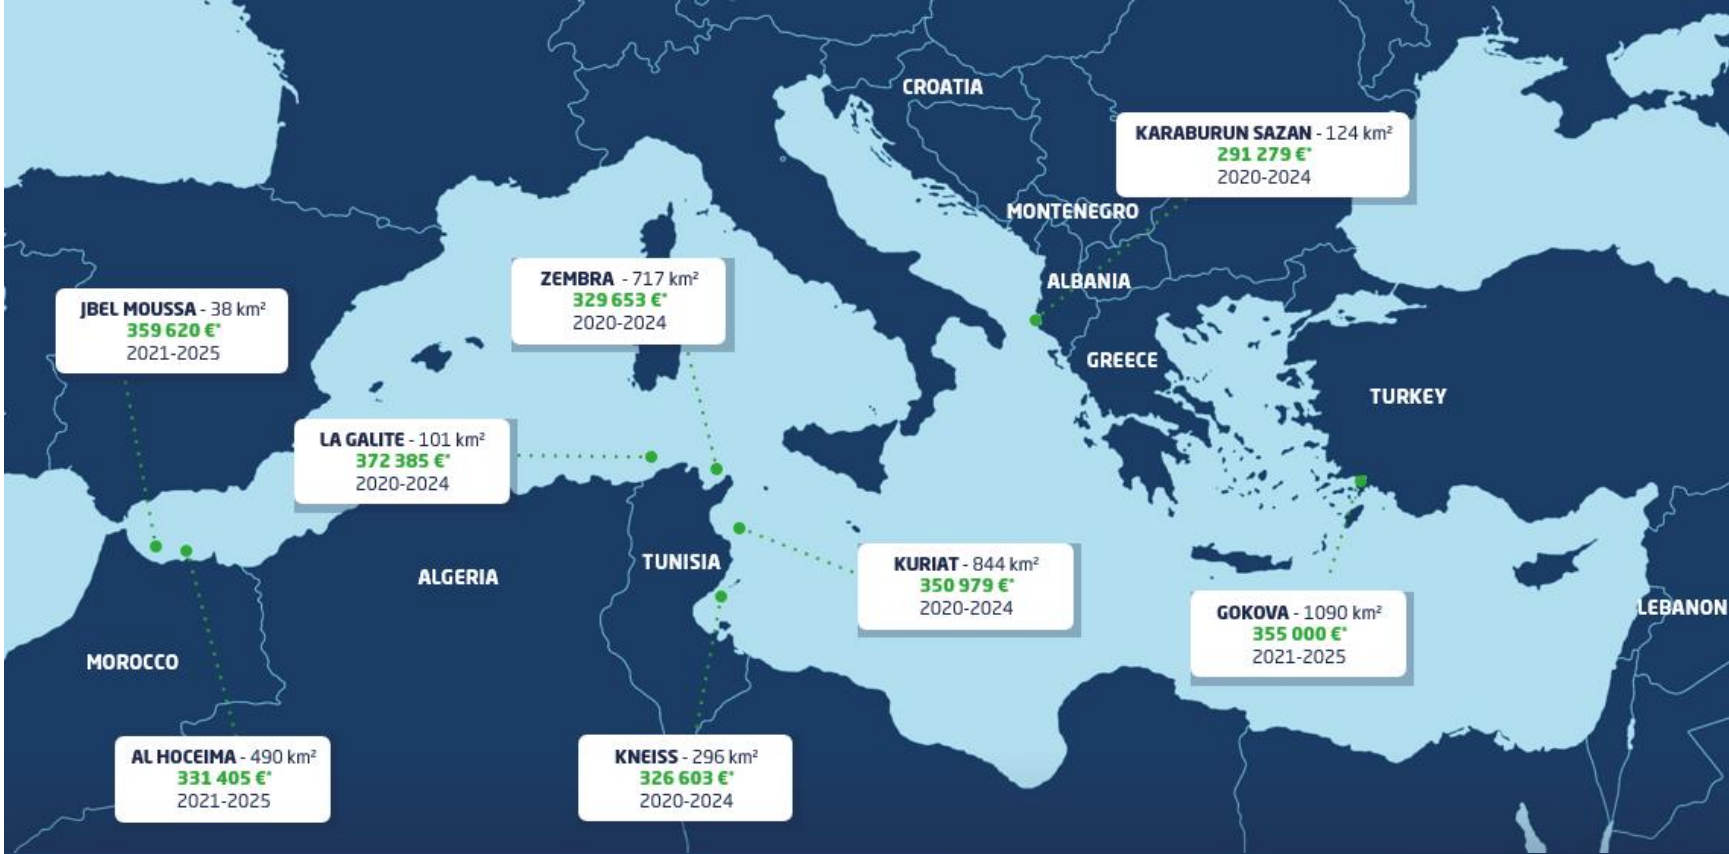 CROATIA
KARABURUN SAZAN - 124 km²
291 279 €*
2020-2024
MONTENEGRO
ALBANIA
ZEMBRA - 717 km²
329 653 €*
2020-2024
JBEL MOUSSA - 38 km²
359 620 €*
2021-2025
GREECE
TURKEY
LA GALITE - 101 km²
372 385 €*
2020-2024
TUNISIA
ALGERIA
KURIAT - 844 km²
350 979 €*
2020-2024
GOKOVA - 1090 km²
355 000 €*
2021-2025
LEBANON
MOROCCO
AL HOCEIMA - 490 km²
331 405 €*
2021-2025
KNEISS - 296 km²
326 603 €*
2020-2024